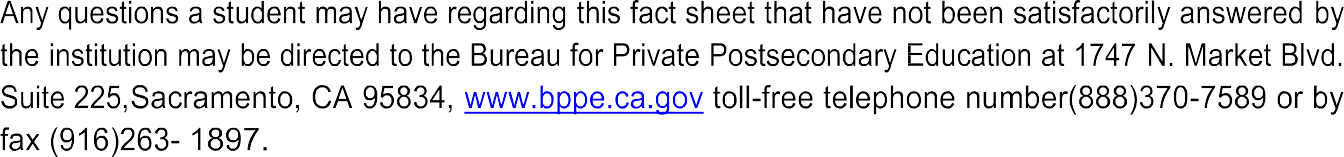 Any questions a student may have regarding this fact sheet that have not been satisfactorily answered by
the institution may be directed to the Bureau for Private Postsecondary Education at 1747 N. Market Blvd.
Suite 225,Sacramento, CA 95834, www.bppe.ca.gov toll-free telephone number(888)370-7589 or by
fax (916)263- 1897.